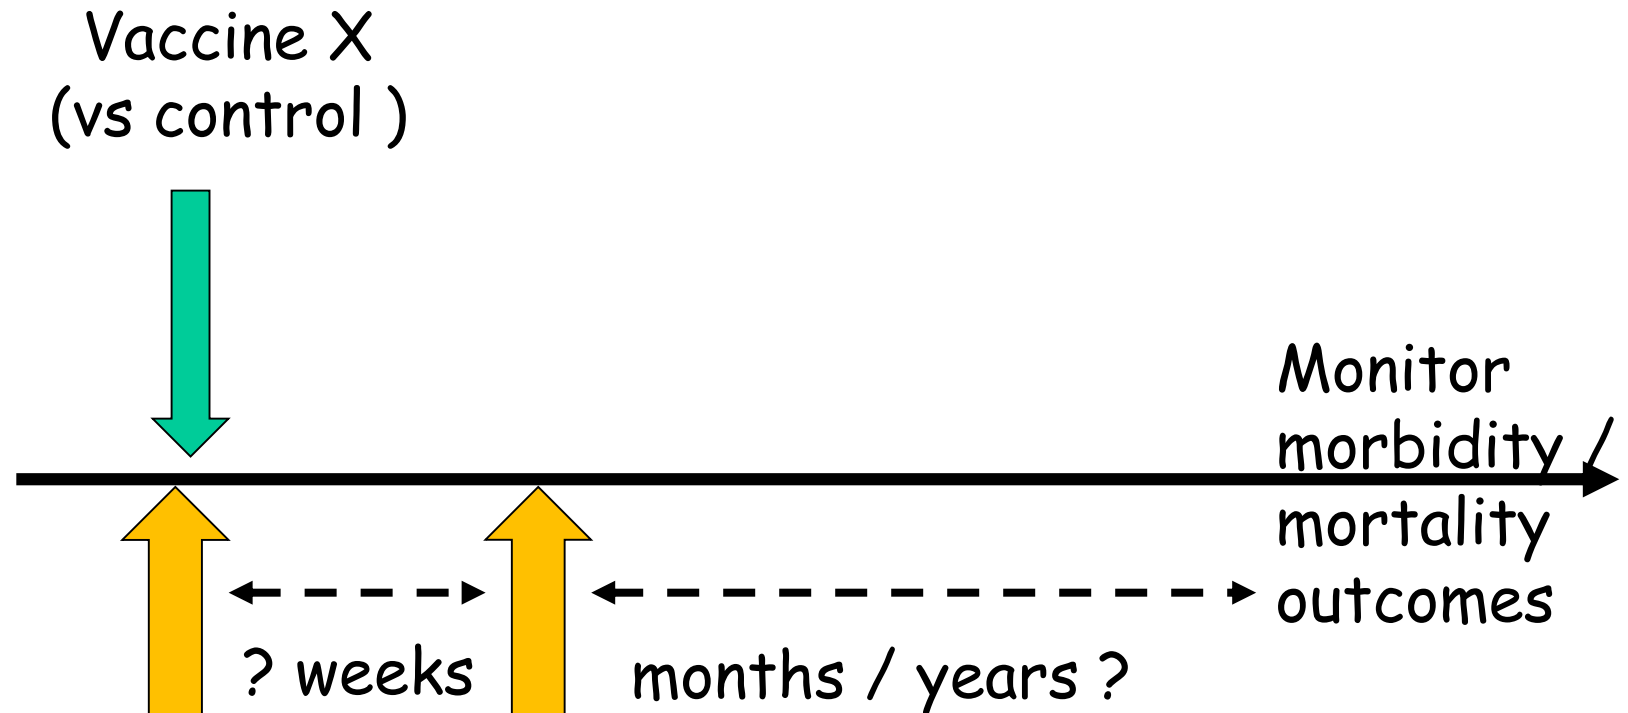 Vaccine X
(vs control )
Monitor
morbidity /
mortality
outcomes
? weeks
months / years ?